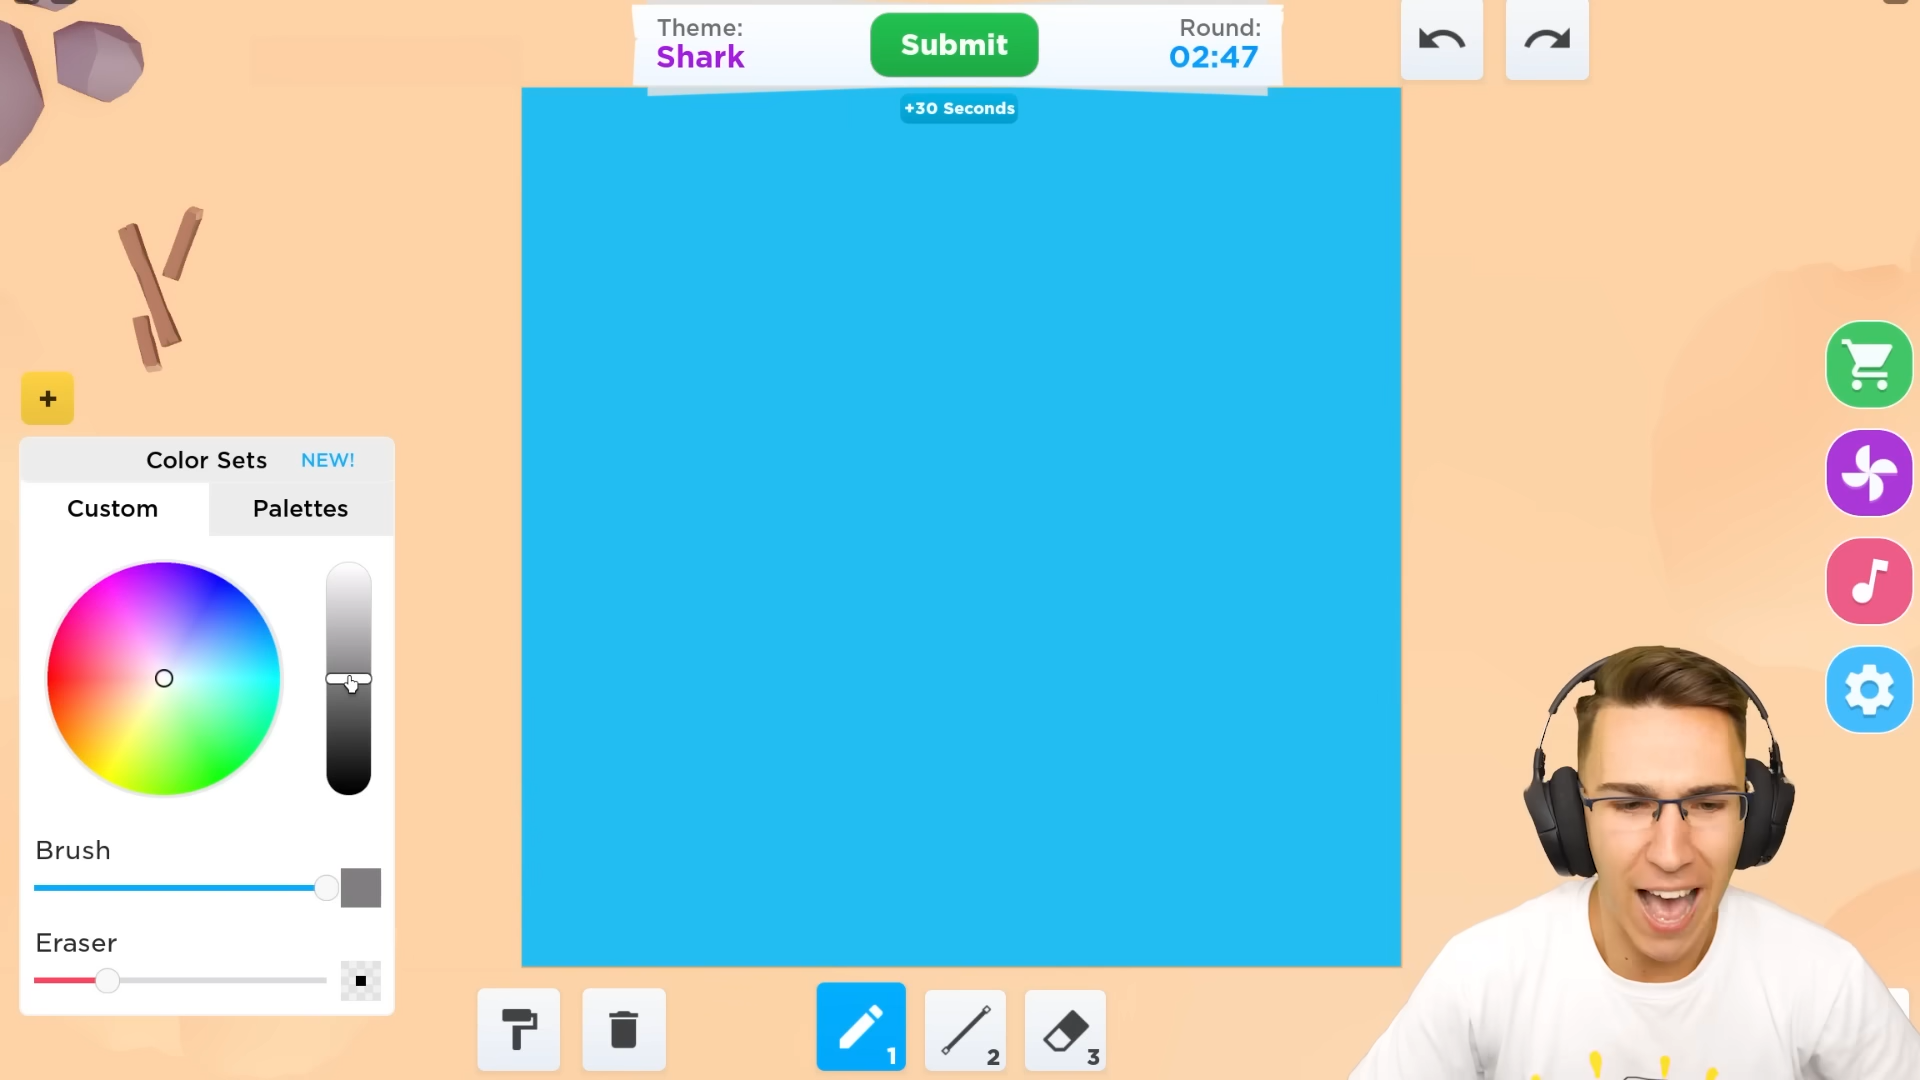 Theme:
Shark
Submit
Round:
02:47
+30 Seconds
+
Color Sets NEW!
Custom Palettes
Brush
Eraser
1
2
3